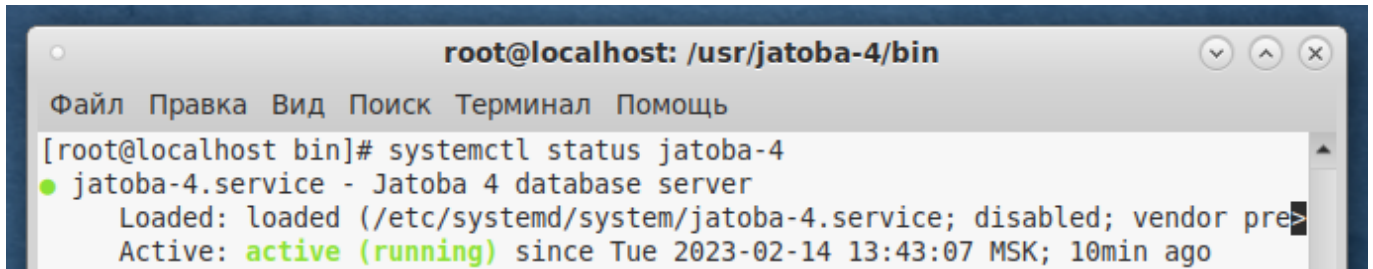 root@localhost: /usr/jatoba-4/bin
Файл Правка Вид Поиск Терминал Помощь
[root@localhost bin]# systemctl status jatoba-4
● jatoba-4.service - Jatoba 4 database server
Loaded: loaded (/etc/systemd/system/jatoba-4.service; disabled; vendor pre>
Active: active (running) since Tue 2023-02-14 13:43:07 MSK; 10min ago